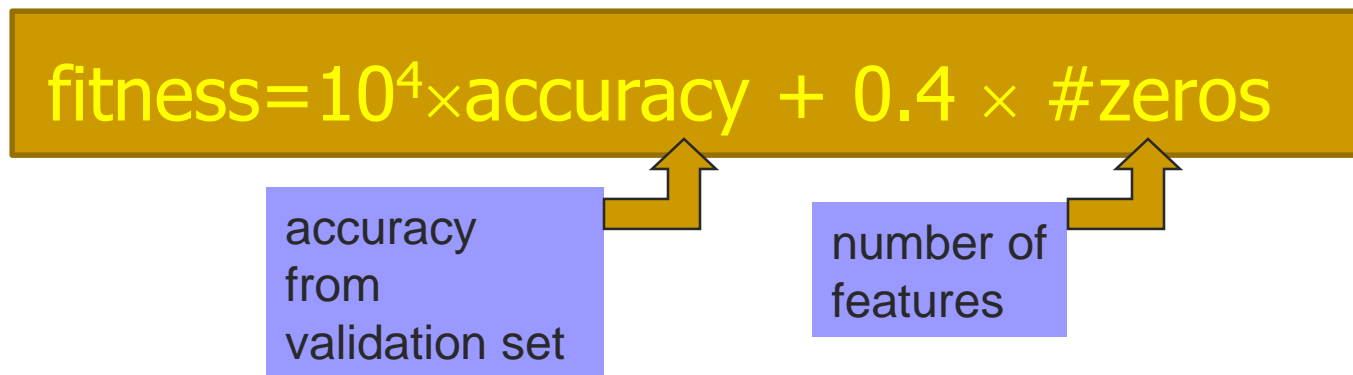 fitness=10⁴×accuracy + 0.4 × #zeros
accuracy
from
validation set
number of
features